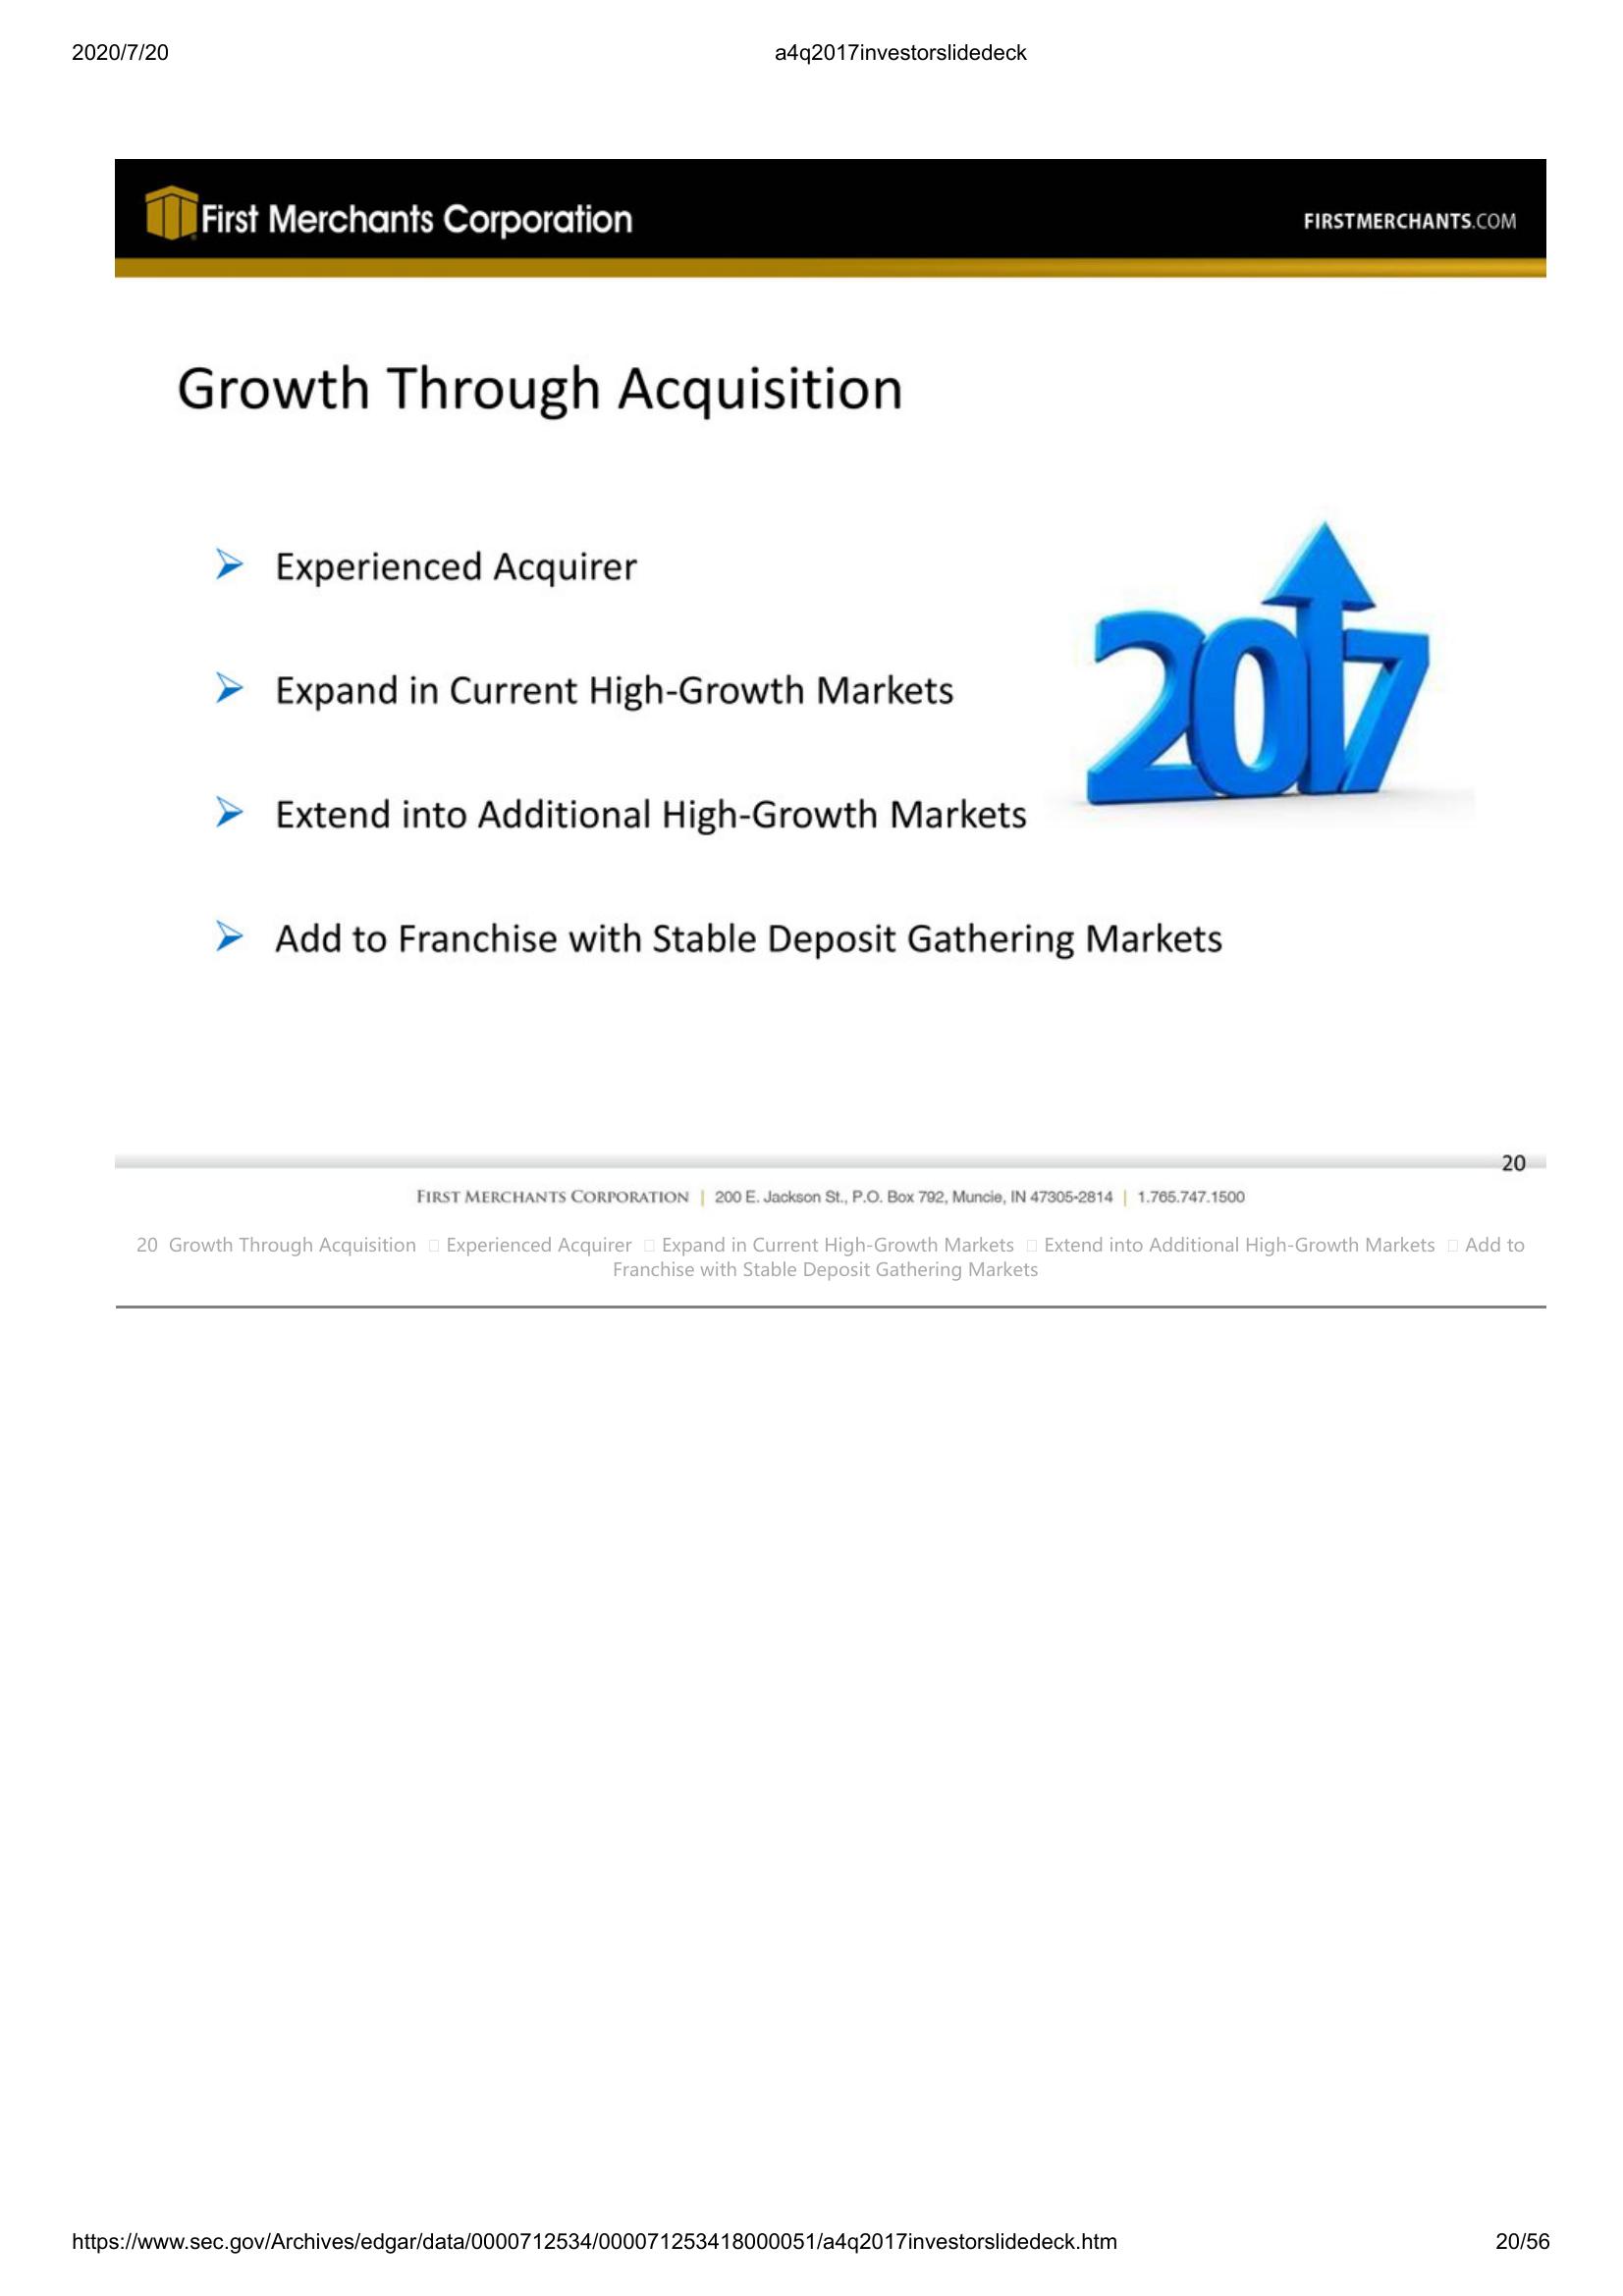 2020/7/20 a4q2017investorslidedeck
First Merchants Corporation FIRSTMERCHANTS.COM
Growth Through Acquisition
➢ Experienced Acquirer
➢ Expand in Current High-Growth Markets
➢ Extend into Additional High-Growth Markets
➢ Add to Franchise with Stable Deposit Gathering Markets
2017
20
FIRST MERCHANTS CORPORATION | 200 E. Jackson St., P.O. Box 792, Muncie, IN 47305-2814 | 1.765.747.1500
20 Growth Through Acquisition □ Experienced Acquirer □ Expand in Current High-Growth Markets □ Extend into Additional High-Growth Markets □ Add to
Franchise with Stable Deposit Gathering Markets
https://www.sec.gov/Archives/edgar/data/0000712534/000071253418000051/a4q2017investorslidedeck.htm 20/56